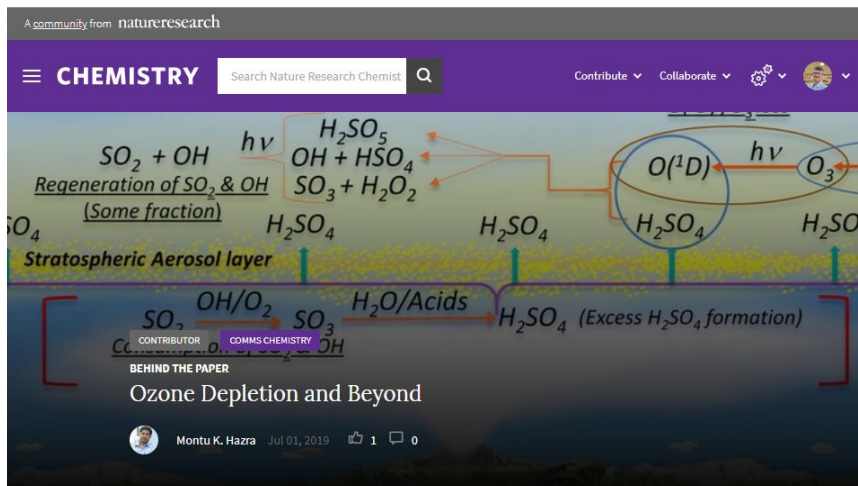 A community from natureresearch
CHEMISTRY
Search Nature Research Chemist
Contribute
Collaborate
SO₂ + OH
hν
H₂SO₅
OH + HSO₄
SO₃ + H₂O₂
Regeneration of SO₂ & OH
(Some fraction)
O(¹D)
hν
O₃
SO₄
H₂SO₄
H₂SO₄
H₂SO₄
H₂SO
Stratospheric Aerosol layer
SO₂
OH/O₂
SO₃
H₂O/Acids
H₂SO₄ (Excess H₂SO₄ formation)
OH
CONTRIBUTOR
COMMS CHEMISTRY
BEHIND THE PAPER
Ozone Depletion and Beyond
Montu K. Hazra Jul 01, 2019 1 0